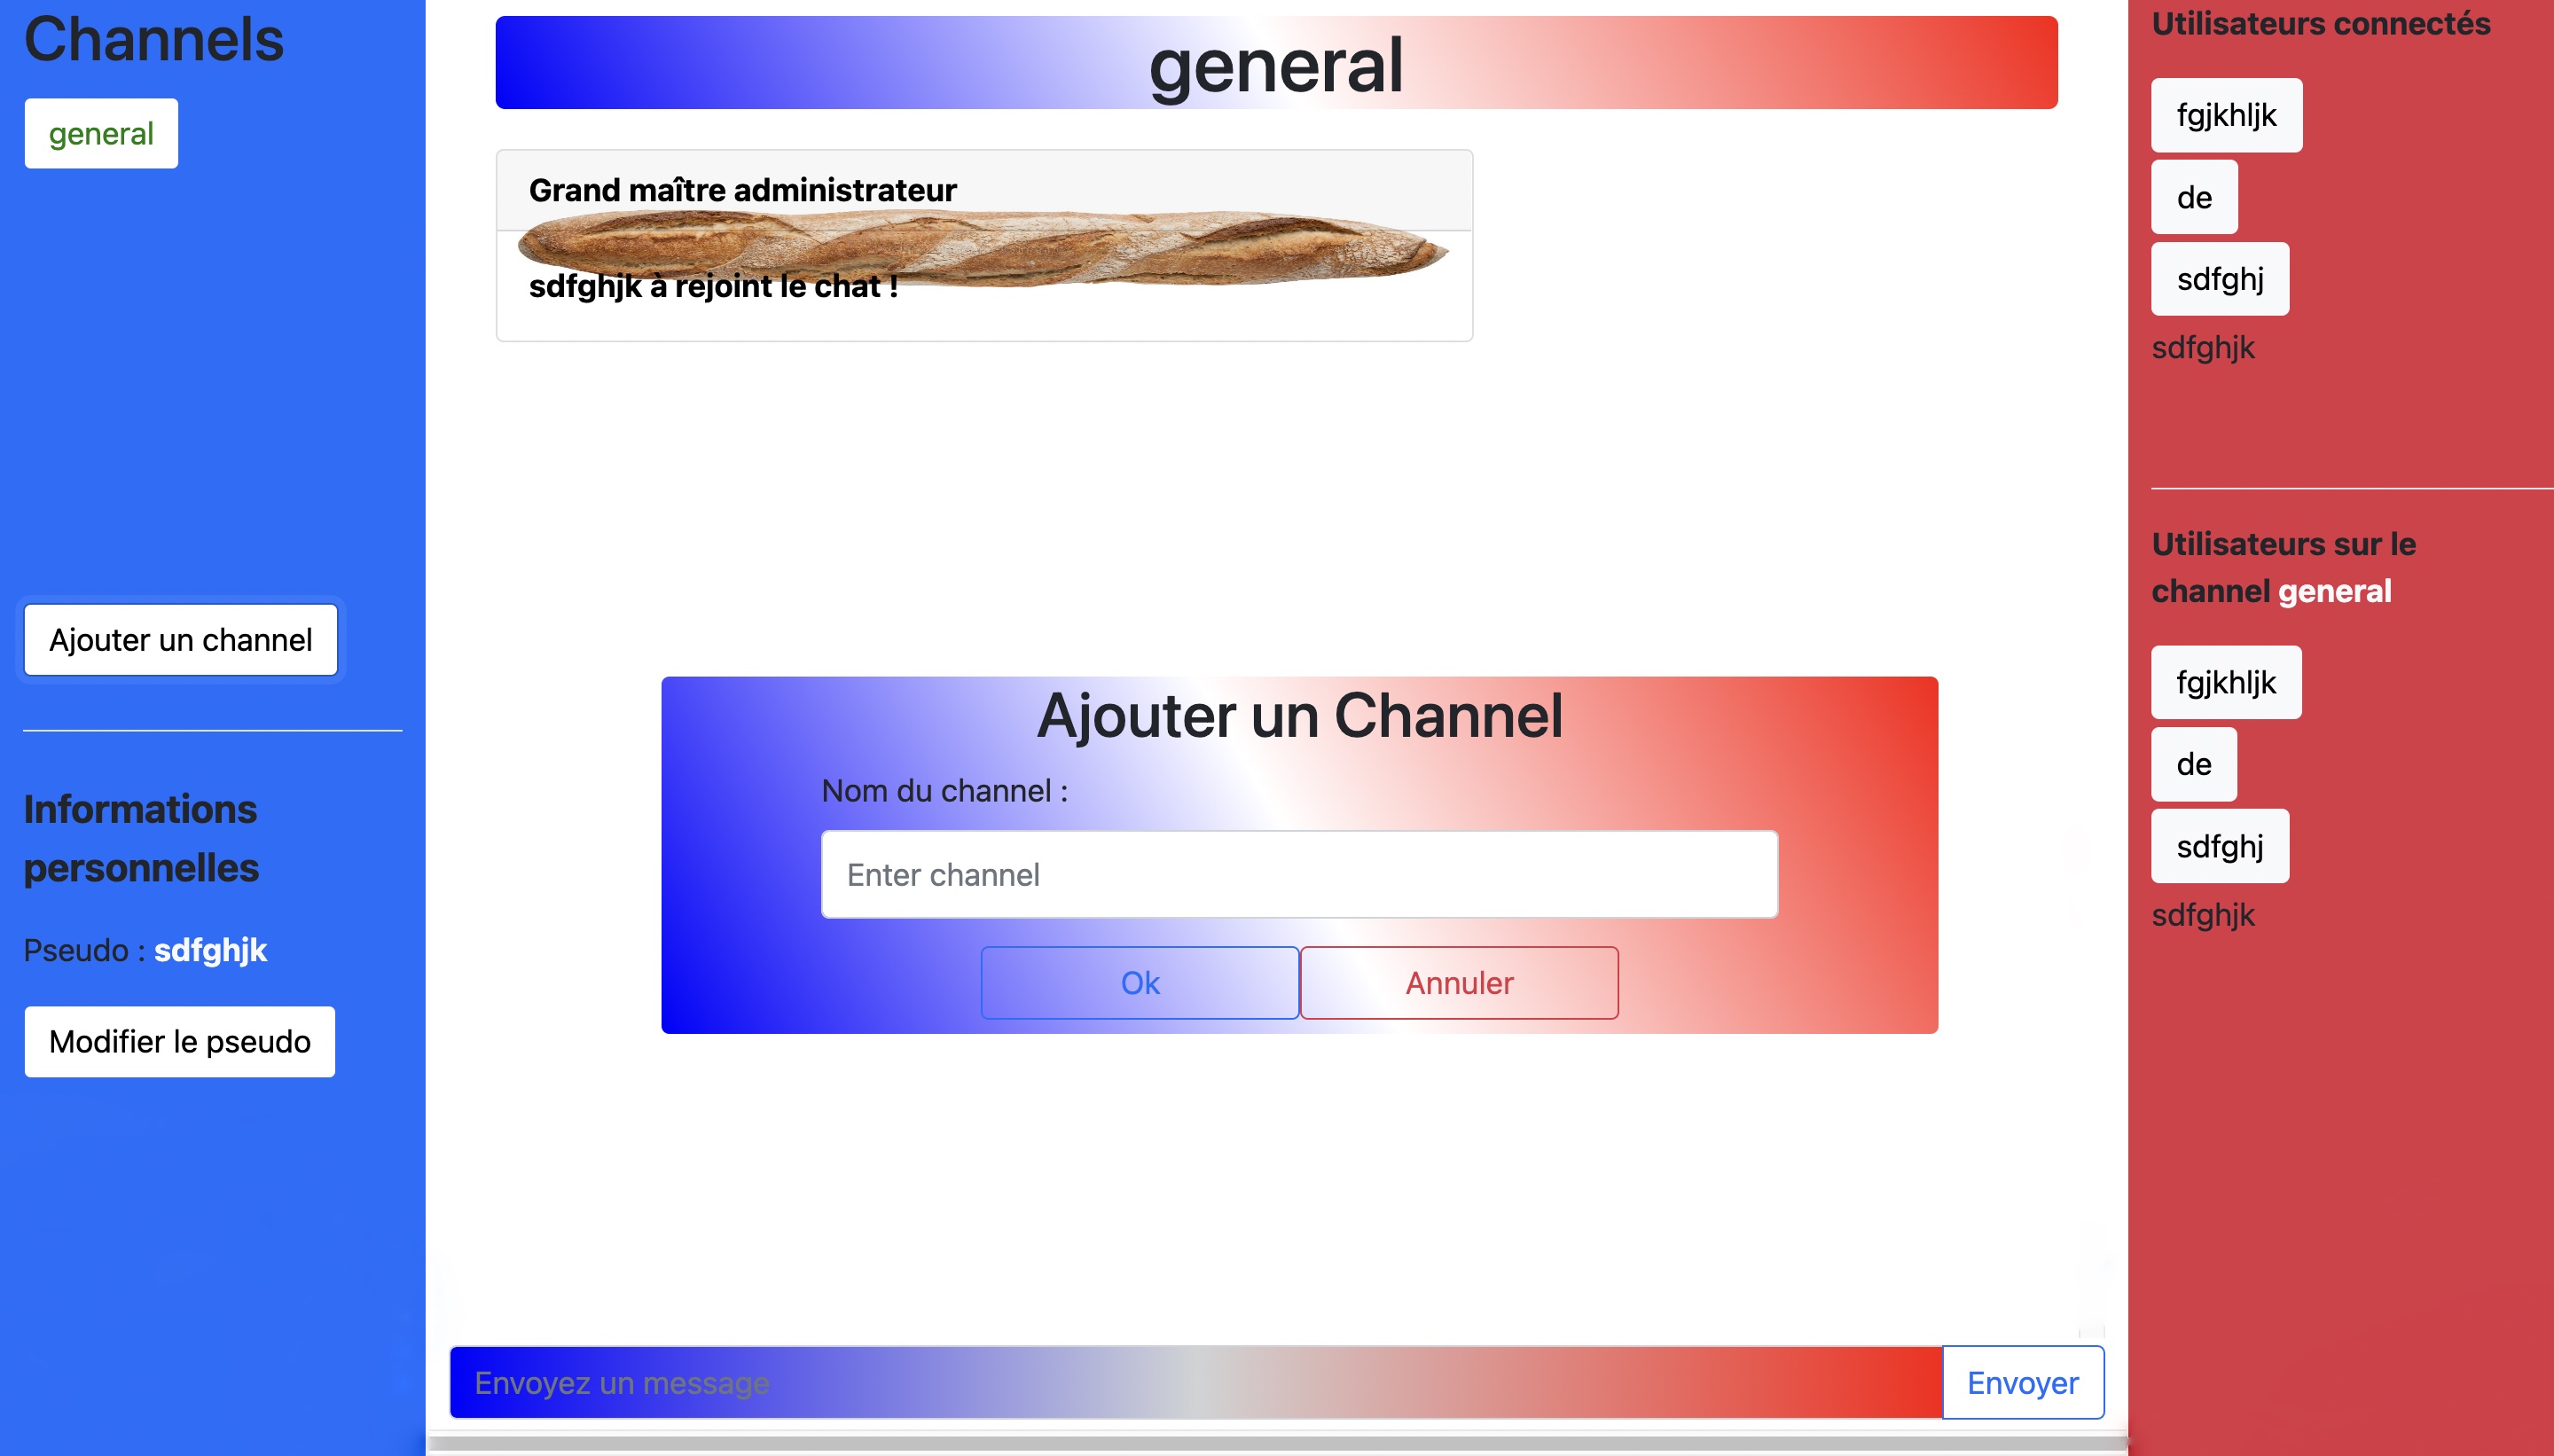 Channels
general
Ajouter un channel
Informations
personnelles
Pseudo : sdfghjk
Modifier le pseudo
general
Grand maître administrateur
sdfghjk à rejoint le chat !
Ajouter un Channel
Nom du channel :
Enter channel
Ok
Annuler
Envoyez un message
Envoyer
Utilisateurs connectés
fgjkhljk
de
sdfghj
sdfghjk
Utilisateurs sur le
channel general
fgjkhljk
de
sdfghj
sdfghjk